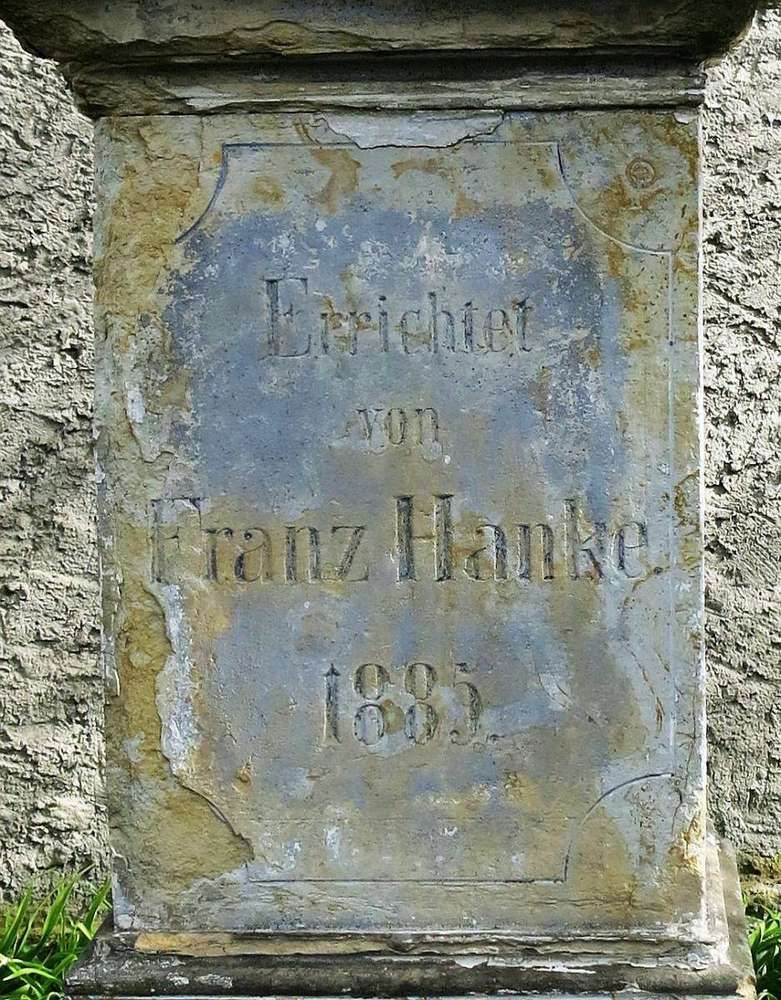 Errichtet
von
Franz Hanke.
1885.